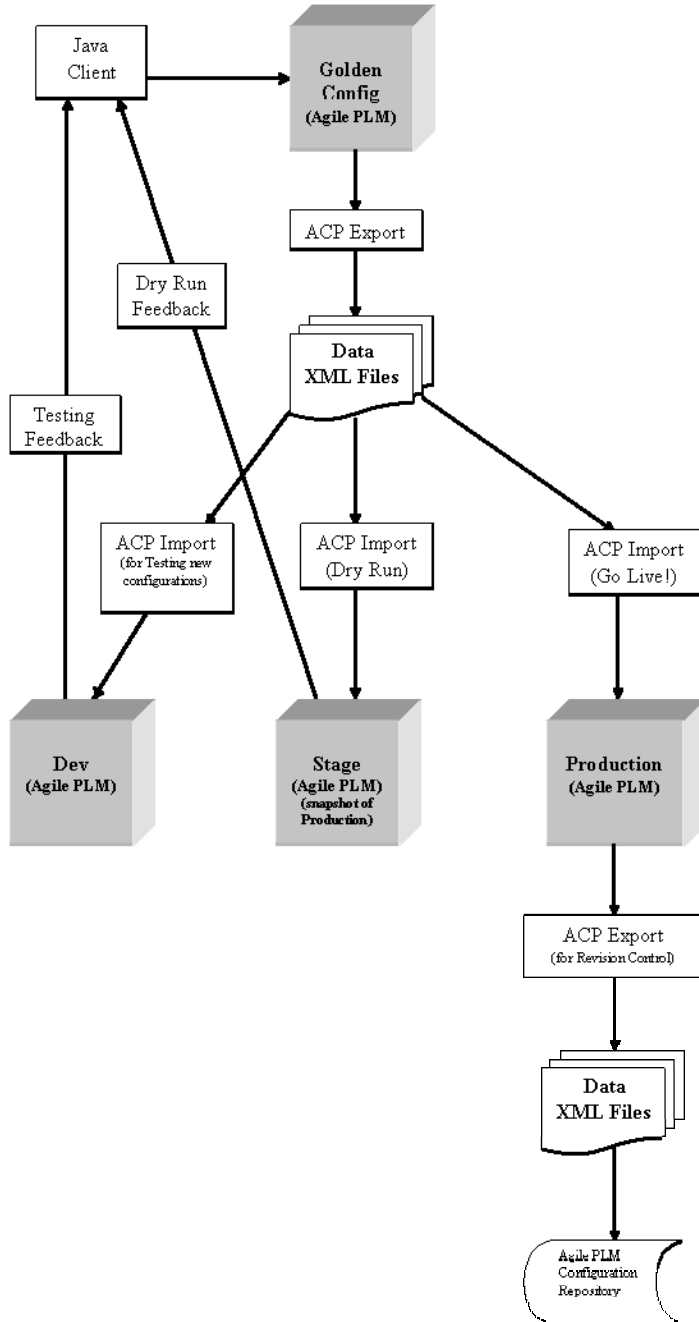 Java
Client
Golden
Config
(Agile PLM)
ACP Export
Dry Run
Feedback
Data
XML Files
Testing
Feedback
ACP Import
(for Testing new
configurations)
ACP Import
(Dry Run)
ACP Import
(Go Live!)
Dev
(Agile PLM)
Stage
(Agile PLM)
(snapshot of
Production)
Production
(Agile PLM)
ACP Export
(for Revision Control)
Data
XML Files
Agile PLM
Configuration
Repository